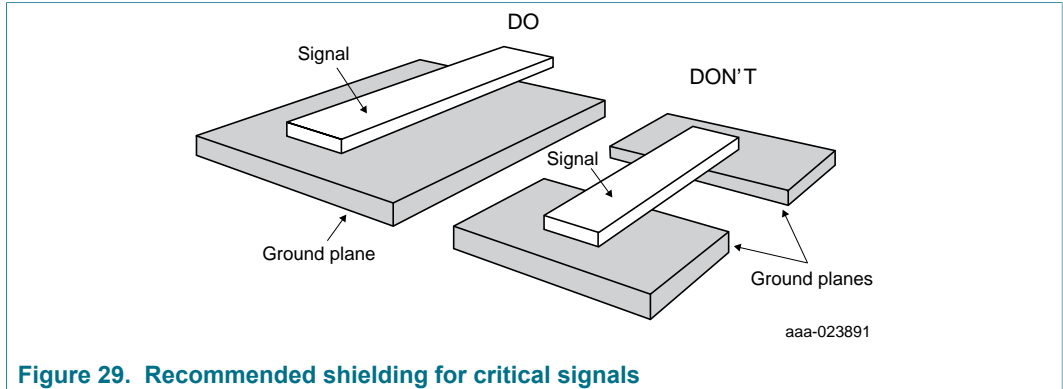 DO
Signal
Ground plane
DON'T
Signal
Ground planes
aaa-023891
Figure 29. Recommended shielding for critical signals